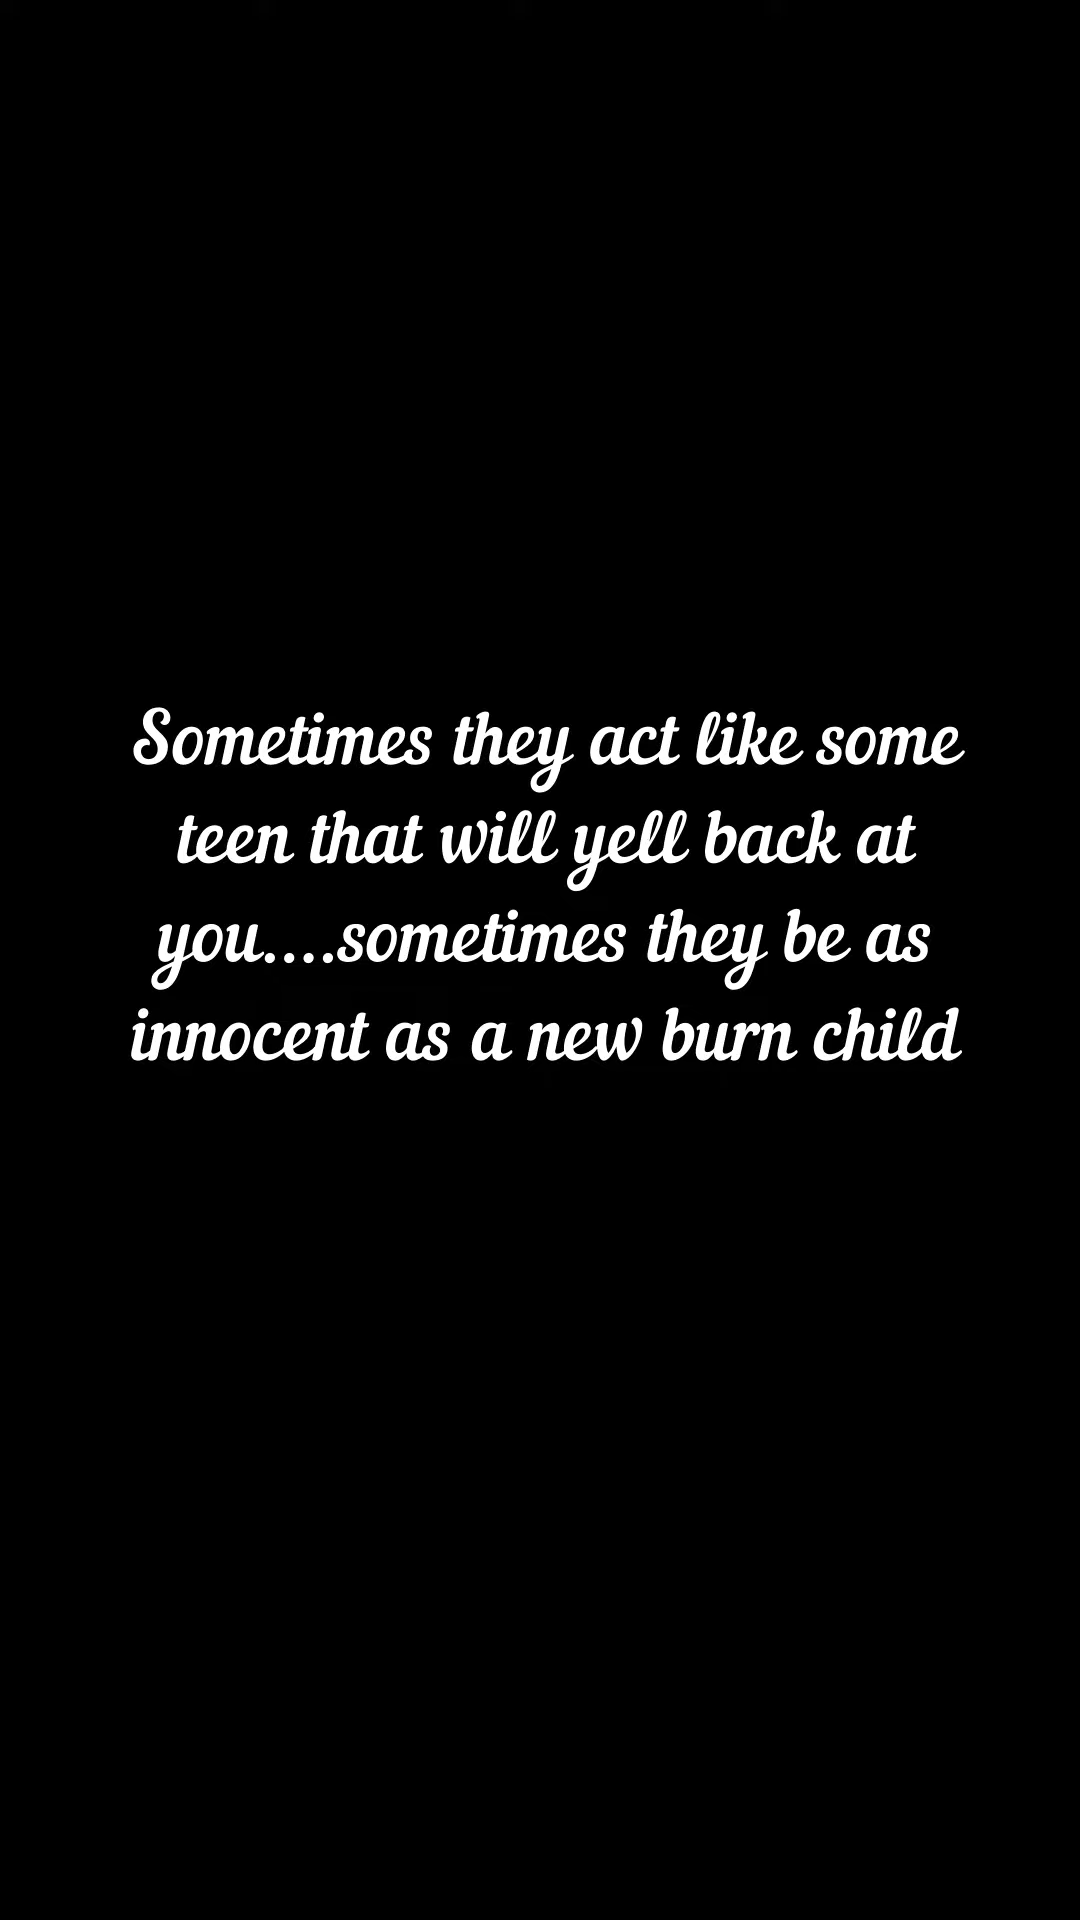 Sometimes they act like some
teen that will yell back at
you....sometimes they be as
innocent as a new burn child